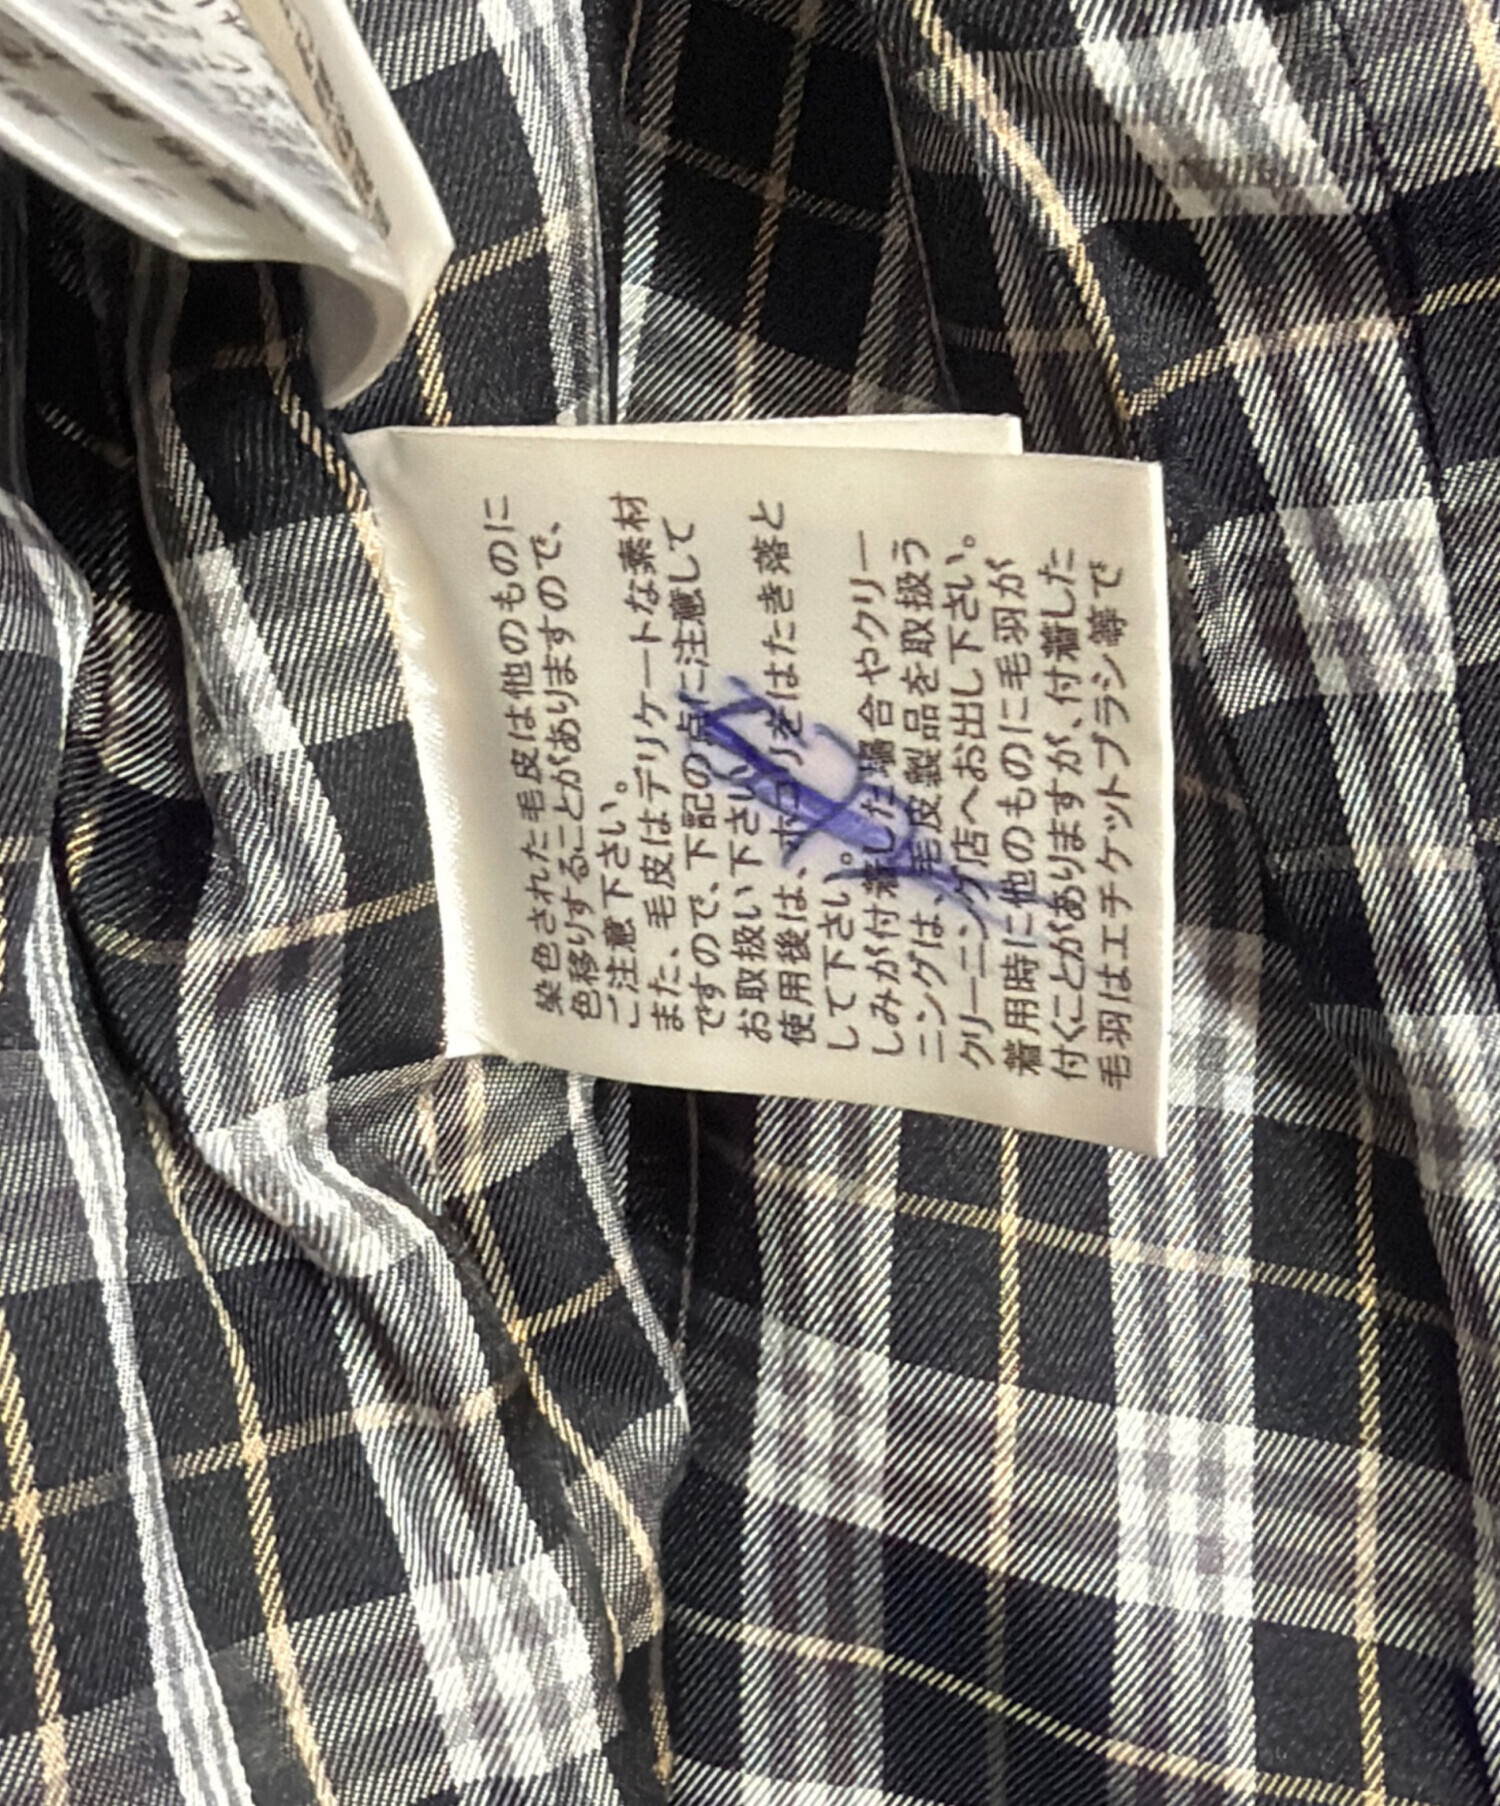 染色された毛皮は他のものに
色移りすることがありますので、
ご注意下さい。
また、毛皮はデリケートな素材
ですので、下記の点に注意して
お取扱い下さい。
使用後は、ホコリをはたき落と
して下さい。
しみが付着した場合やクリー
ニングは、毛皮製品を取扱う
クリーニング店へお出し下さい。
着用時に他のものに毛羽が
付くことがありますが、付着した
毛羽はエチケットブラシ等で